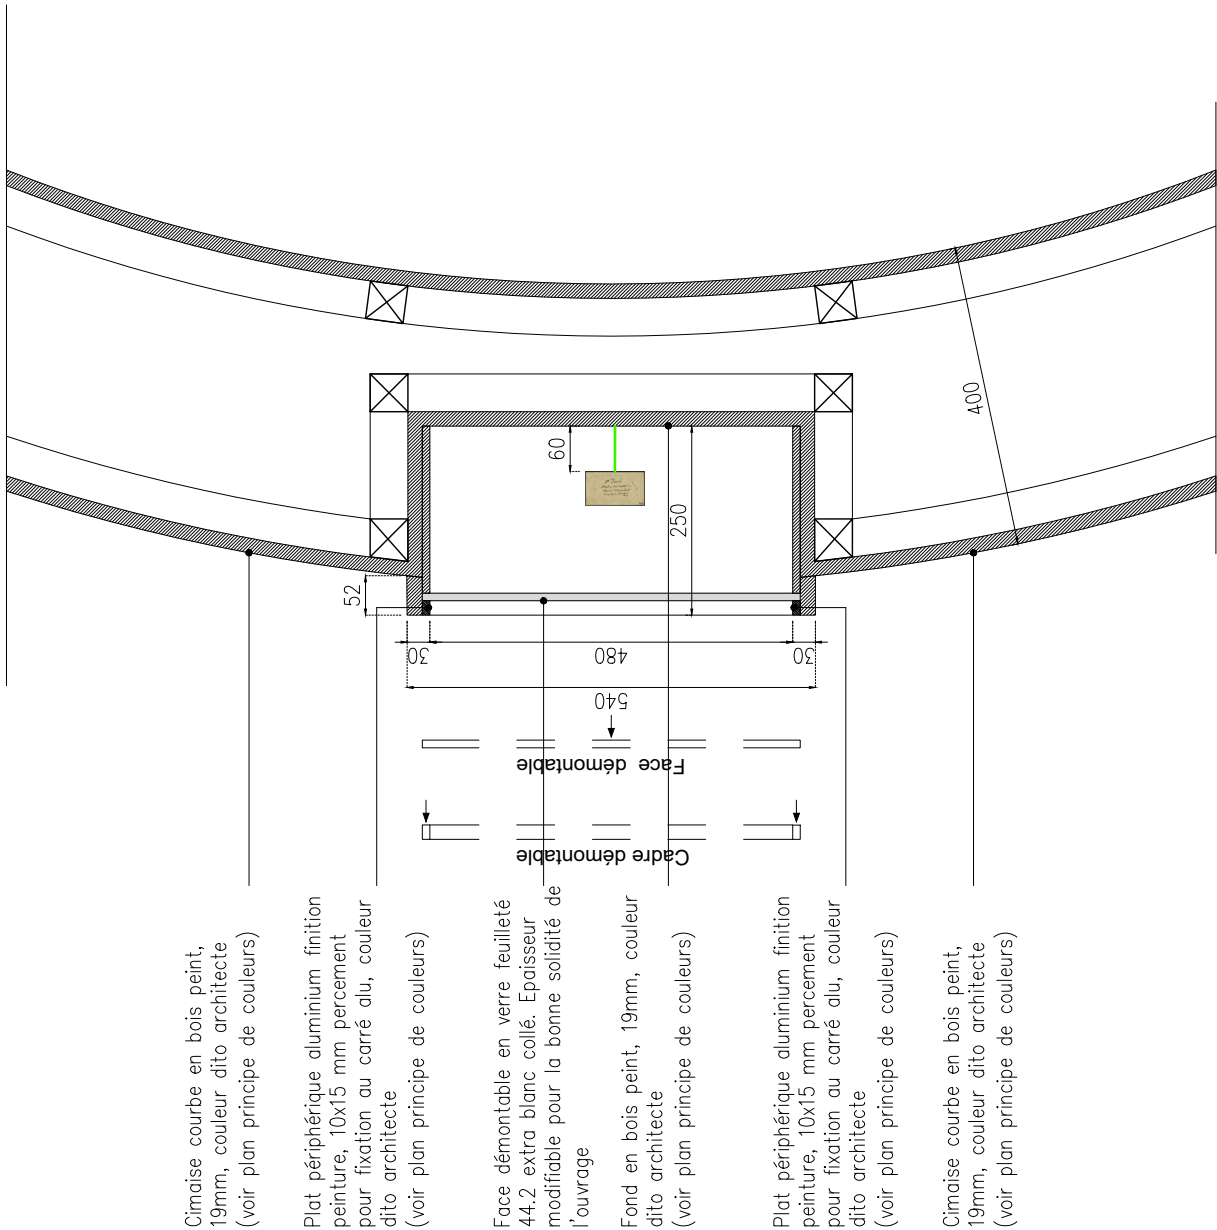 Cimaise courbe en bois peint,
19mm, couleur dito architecte
(voir plan principe de couleurs)
Plat périphérique aluminium finition
peinture, 10x15 mm percement
pour fixation au carré alu, couleur
dito architecte
(voir plan principe de couleurs)
Face démontable en verre feuilleté
44.2 extra blanc collé. Epaisseur
modifiable pour la bonne solidité de
l'ouvrage
Fond en bois peint, 19mm, couleur
dito architecte
(voir plan principe de couleurs)
Plat périphérique aluminium finition
peinture, 10x15 mm percement
pour fixation au carré alu, couleur
dito architecte
(voir plan principe de couleurs)
Cimaise courbe en bois peint,
19mm, couleur dito architecte
(voir plan principe de couleurs)
Cadre démontable
Face démontable
540
30
480
30
52
250
60
400